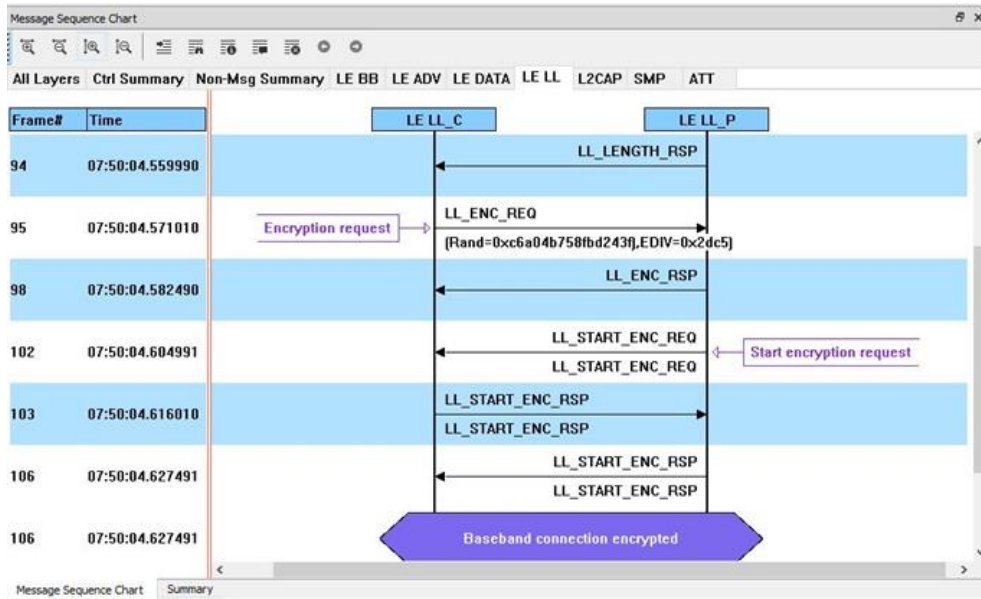 Message Sequence Chart
All Layers Ctrl Summary Non-Msg Summary LE BB LE ADV LE DATA LE LL L2CAP SMP ATT
Frame# Time LE LL_C LE LL_P
LL_LENGTH_RSP
94 07:50:04.559990
LL_ENC_REQ
95 07:50:04.571010 Encryption request
(Rand=0xc6a04b758fbd243f),EDIV=0x2dc5)
LL_ENC_RSP
98 07:50:04.582490
LL_START_ENC_REQ
102 07:50:04.604991 Start encryption request
LL_START_ENC_REQ
LL_START_ENC_RSP
103 07:50:04.616010
LL_START_ENC_RSP
LL_START_ENC_RSP
106 07:50:04.627491
LL_START_ENC_RSP
106 07:50:04.627491 Baseband connection encrypted
Message Sequence Chart Summary